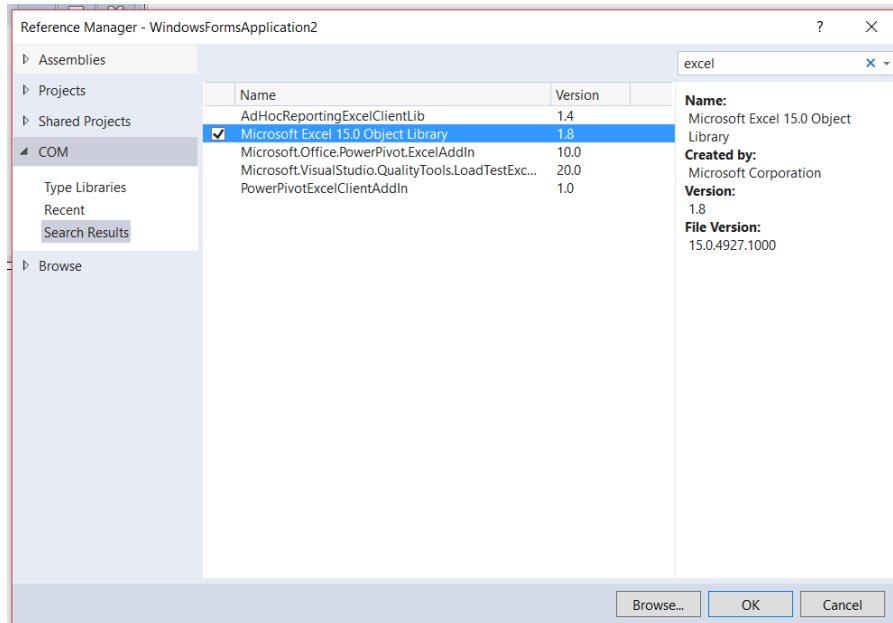 Reference Manager - WindowsFormsApplication2
?
Assemblies
Projects
Shared Projects
COM
Type Libraries
Recent
Search Results
Browse
Name Version
AdHocReportingExcelClientLib 1.4
Microsoft Excel 15.0 Object Library 1.8
Microsoft.Office.PowerPivot.ExcelAddIn 10.0
Microsoft.VisualStudio.QualityTools.LoadTestExc... 20.0
PowerPivotExcelClientAddIn 1.0
excel
Name:
Microsoft Excel 15.0 Object
Library
Created by:
Microsoft Corporation
Version:
1.8
File Version:
15.0.4927.1000
Browse... OK Cancel